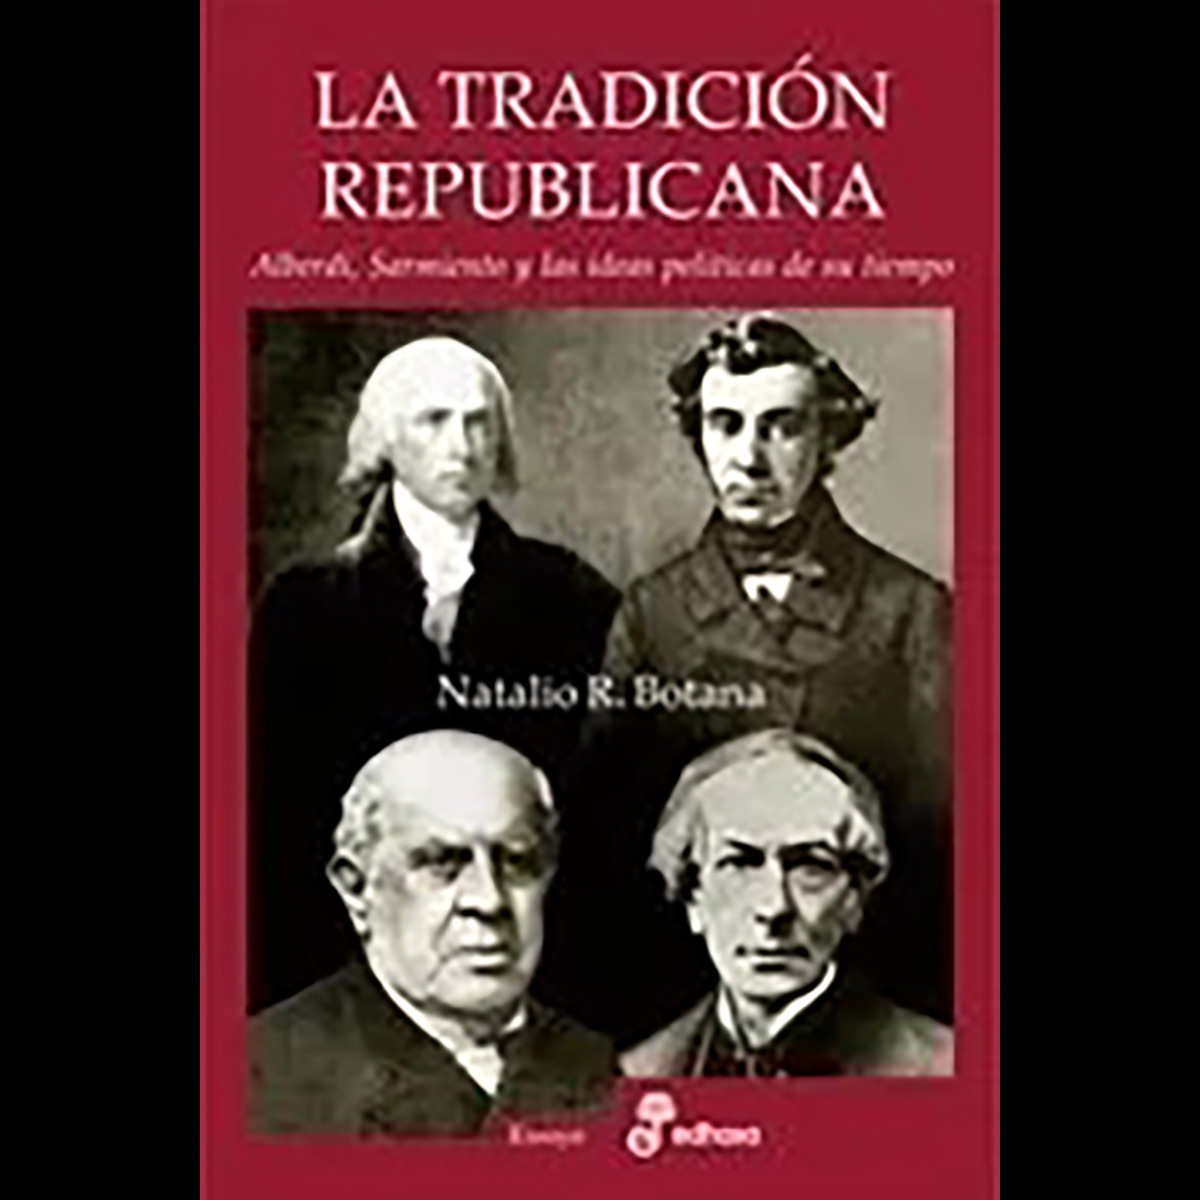 LA TRADICIÓN
REPUBLICANA
Alberdi, Sarmiento y las ideas políticas de su tiempo
Natalio R. Botana
Ensayo
edhasa